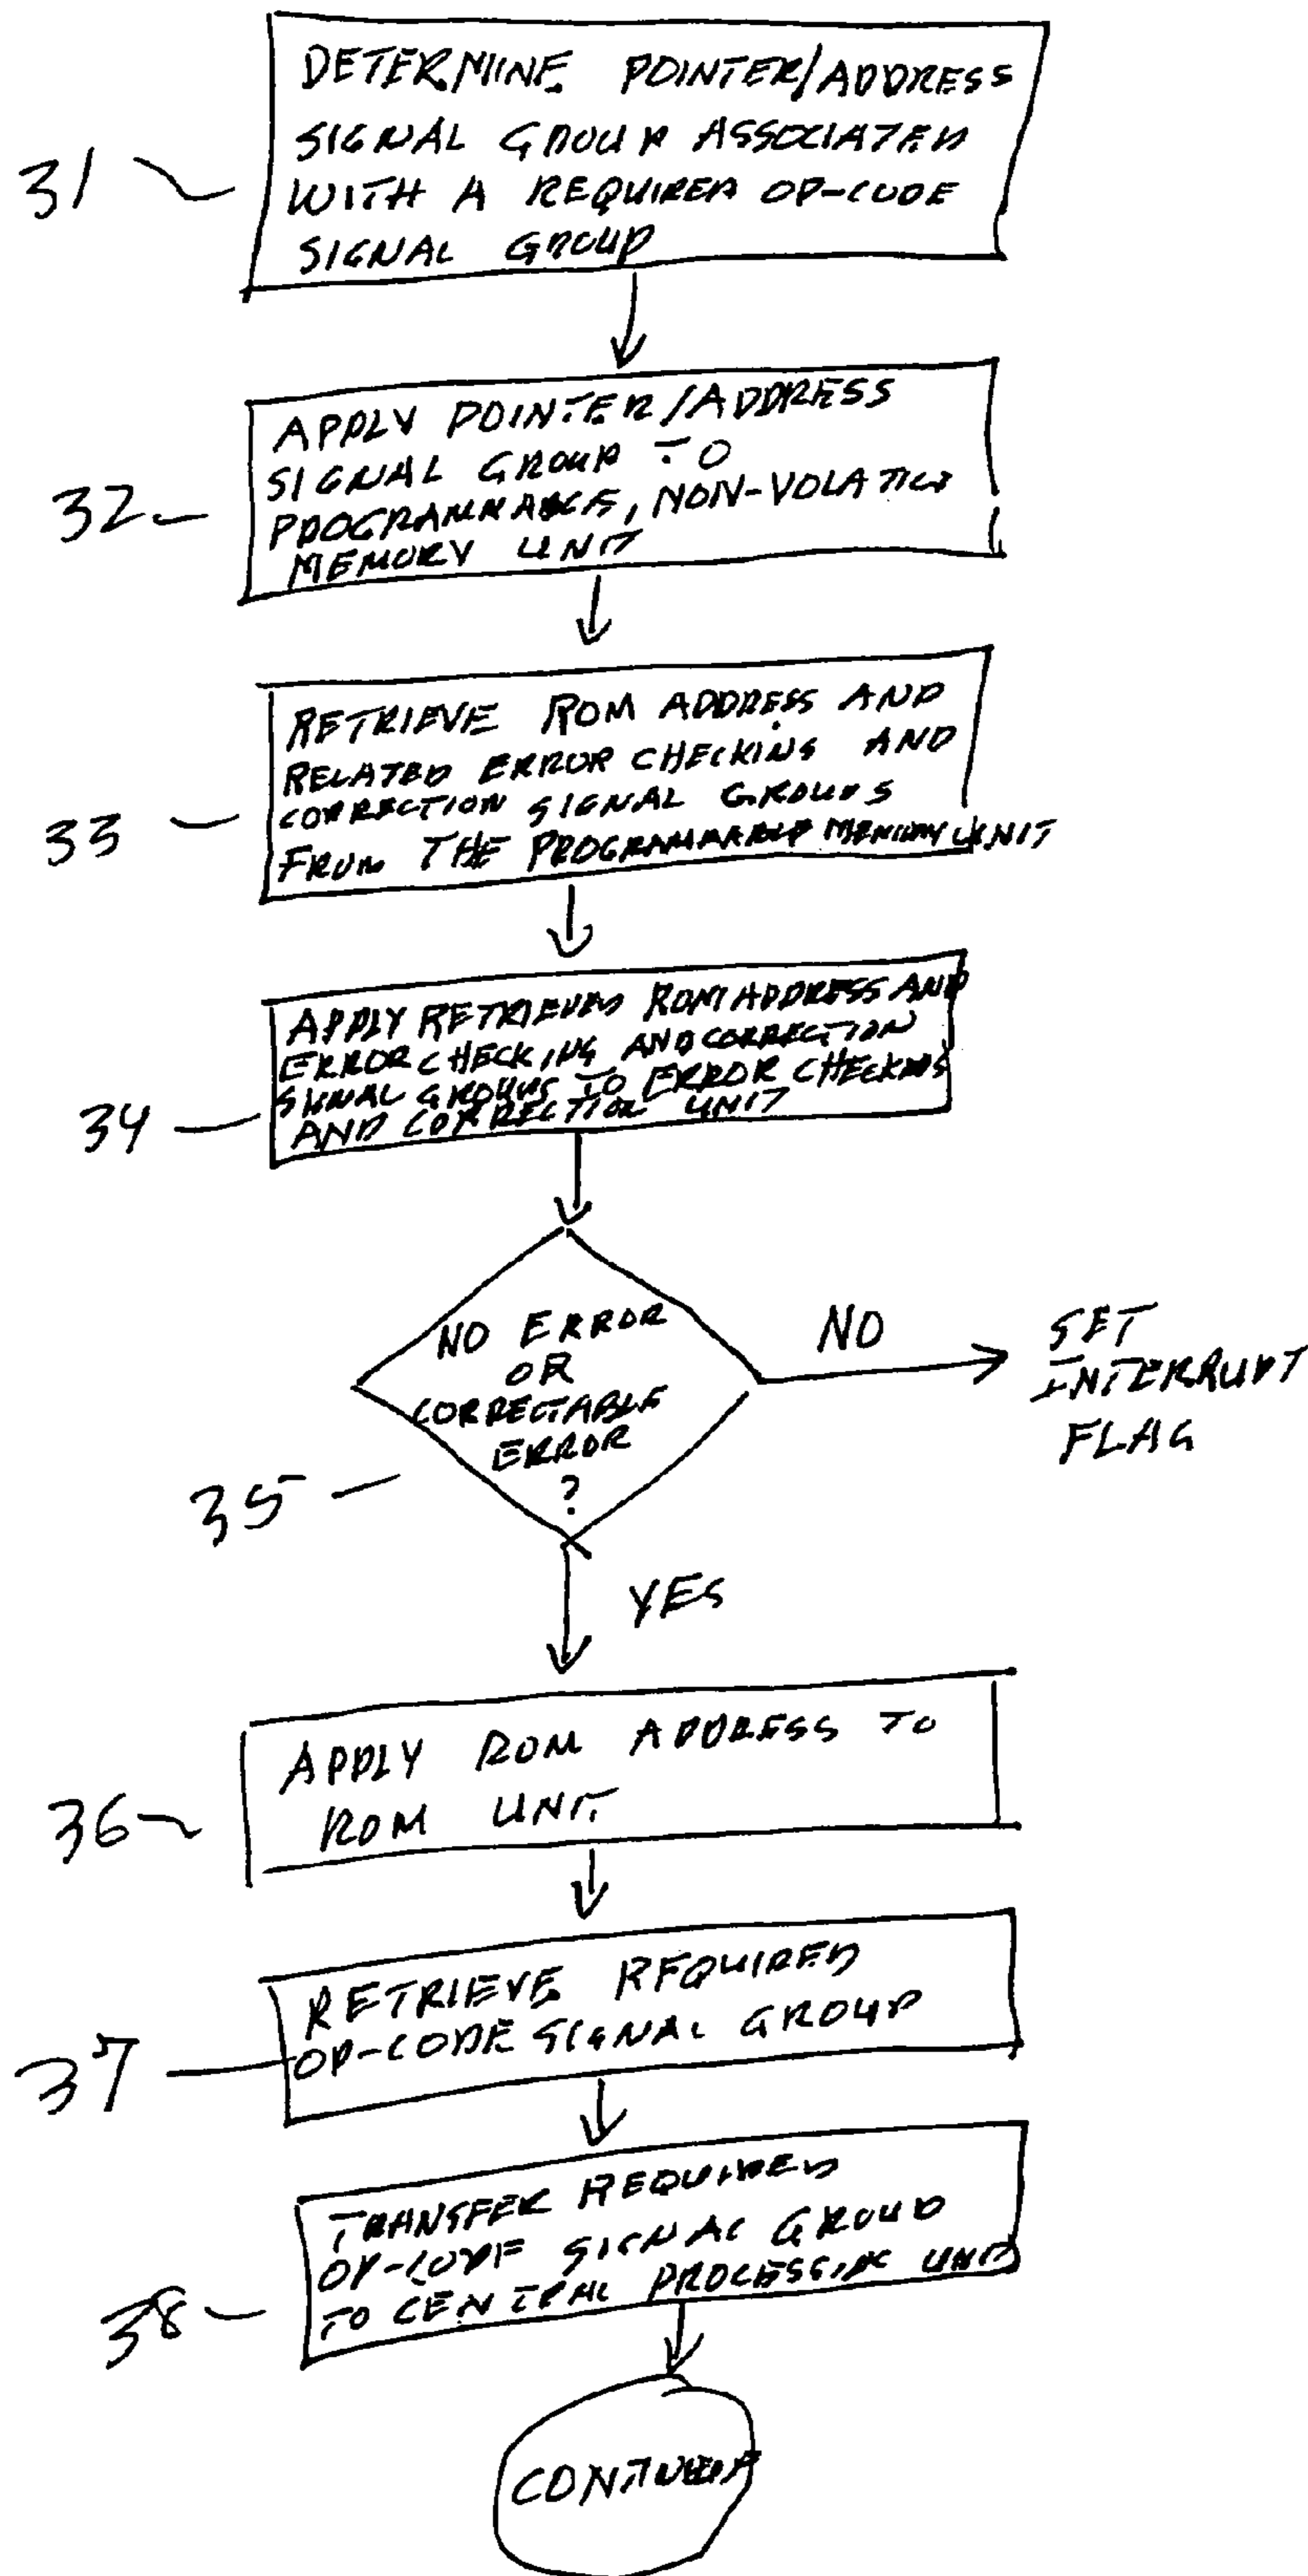 DETERMINE POINTER/ADDRESS
SIGNAL GROUP ASSOCIATED
31
WITH A REQUIRED OP-CODE
SIGNAL GROUP
APPLY POINTER/ADDRESS
SIGNAL GROUP TO
32
PROGRAMMABLE, NON-VOLATILE
MEMORY UNIT
RETRIEVE ROM ADDRESS AND
RELATED ERROR CHECKING AND
CORRECTION SIGNAL GROUPS
33
FROM THE PROGRAMMABLE MEMORY UNIT
APPLY RETRIEVED ROM ADDRESS AND
ERROR CHECKING AND CORRECTION
SIGNAL GROUPS TO ERROR CHECKING
34
AND CORRECTION UNIT
NO ERROR
OR
CORRECTABLE
ERROR
?
35
NO
SET
INTERRUPT
FLAG
YES
APPLY ROM ADDRESS TO
36
ROM UNIT
RETRIEVE REQUIRED
37
OP-CODE SIGNAL GROUP
TRANSFER REQUIRED
OP-CODE SIGNAL GROUP
38
TO CENTRAL PROCESSING UNIT